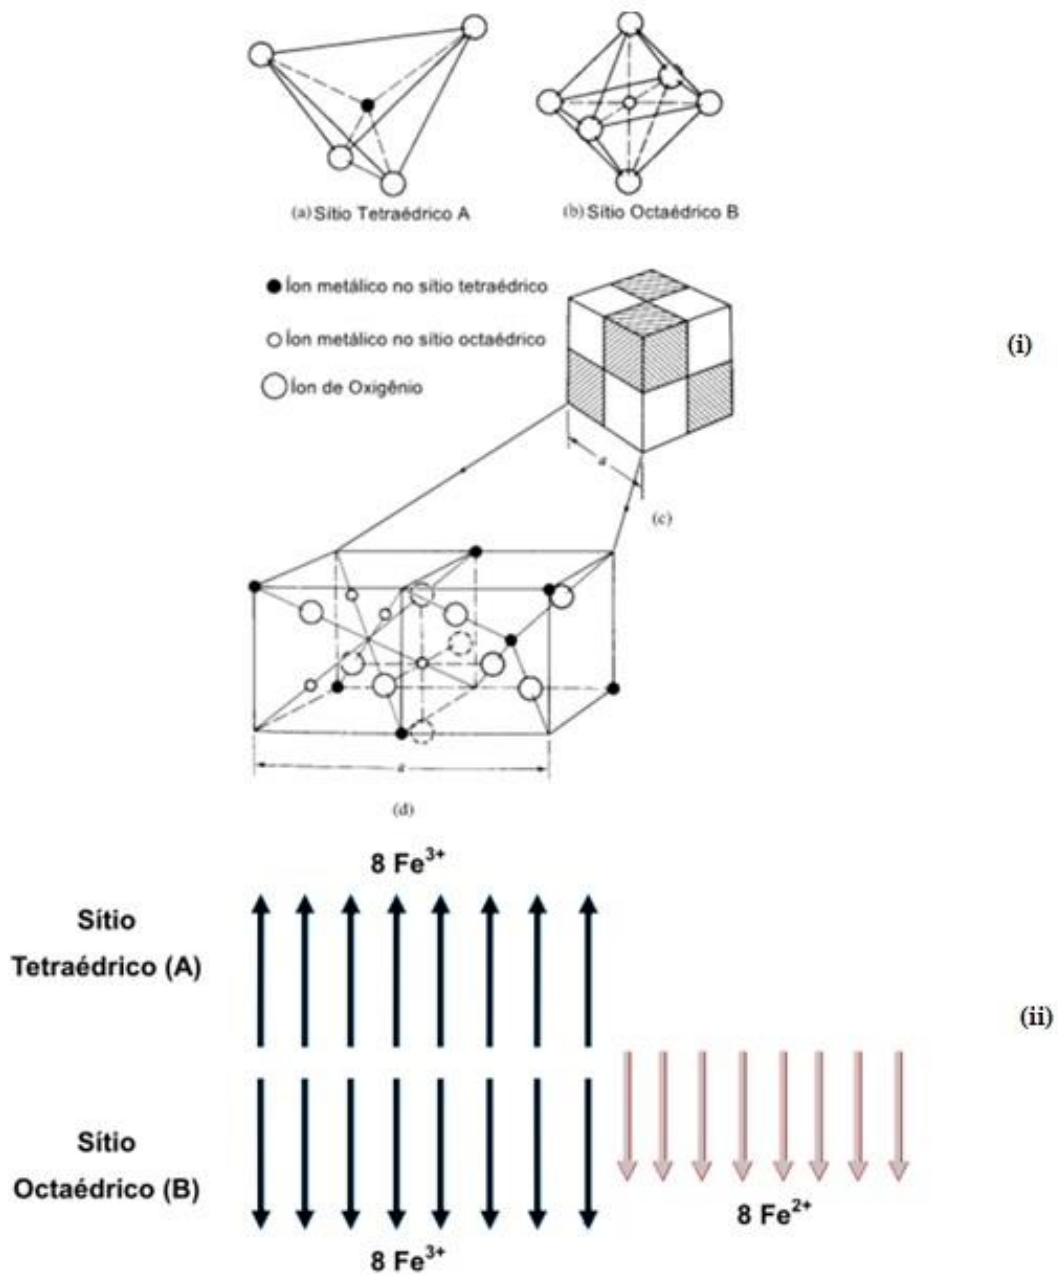 (a) Sítio Tetraédrico A
(b) Sítio Octaédrico B
Íon metálico no sítio tetraédrico
Íon metálico no sítio octaédrico
Íon de Oxigênio
(i)
a
(c)
a
(d)
8 Fe³⁺
Sítio
Tetraédrico (A)
(ii)
Sítio
Octaédrico (B)
8 Fe²⁺
8 Fe³⁺